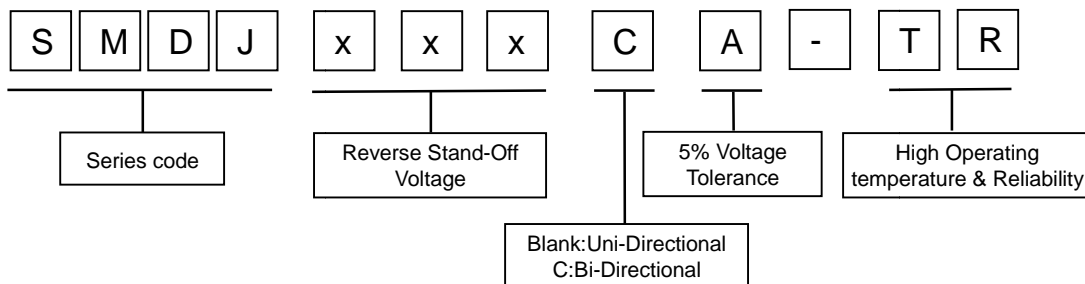 S M D J x x x C A - T R
Series code
Reverse Stand-Off
Voltage
5% Voltage
Tolerance
High Operating
temperature & Reliability
Blank:Uni-Directional
C:Bi-Directional